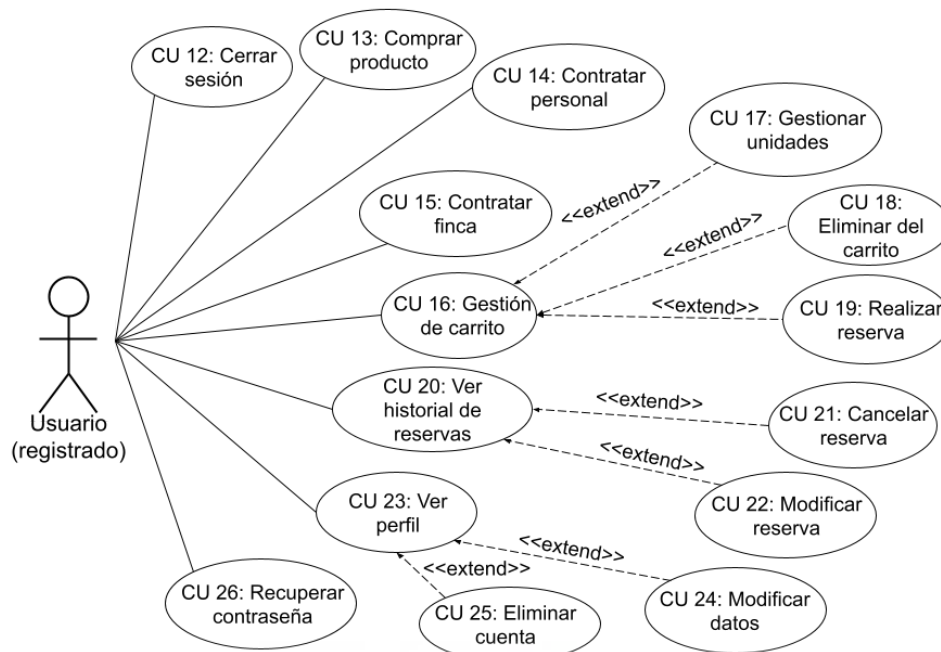 CU 12: Cerrar
sesión
CU 13: Comprar
producto
CU 14: Contratar
personal
CU 17: Gestionar
unidades
<<extend>>
CU 15: Contratar
finca
CU 18:
Eliminar del
carrito
<<extend>>
CU 16: Gestión
de carrito
<<extend>>
CU 19: Realizar
reserva
Usuario
(registrado)
CU 20: Ver
historial de
reservas
<<extend>>
CU 21: Cancelar
reserva
<<extend>>
CU 22: Modificar
reserva
CU 23: Ver
perfil
<<extend>>
<<extend>>
CU 26: Recuperar
contraseña
CU 25: Eliminar
cuenta
CU 24: Modificar
datos